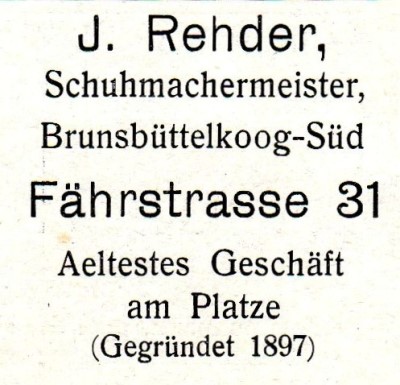 J. Rehder,
Schuhmachermeister,
Brunsbüttelkoog-Süd
Fährstrasse 31
Aeltestes Geschäft
am Platze
(Gegründet 1897)